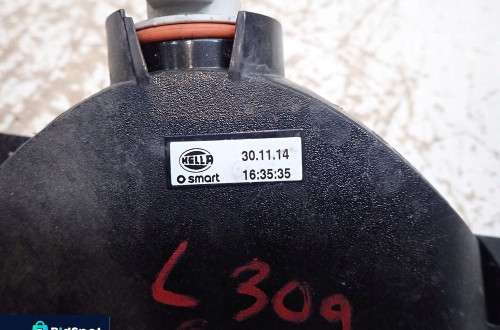 HELLA 30.11.14
smart 16:35:35
L 309
BidSpot